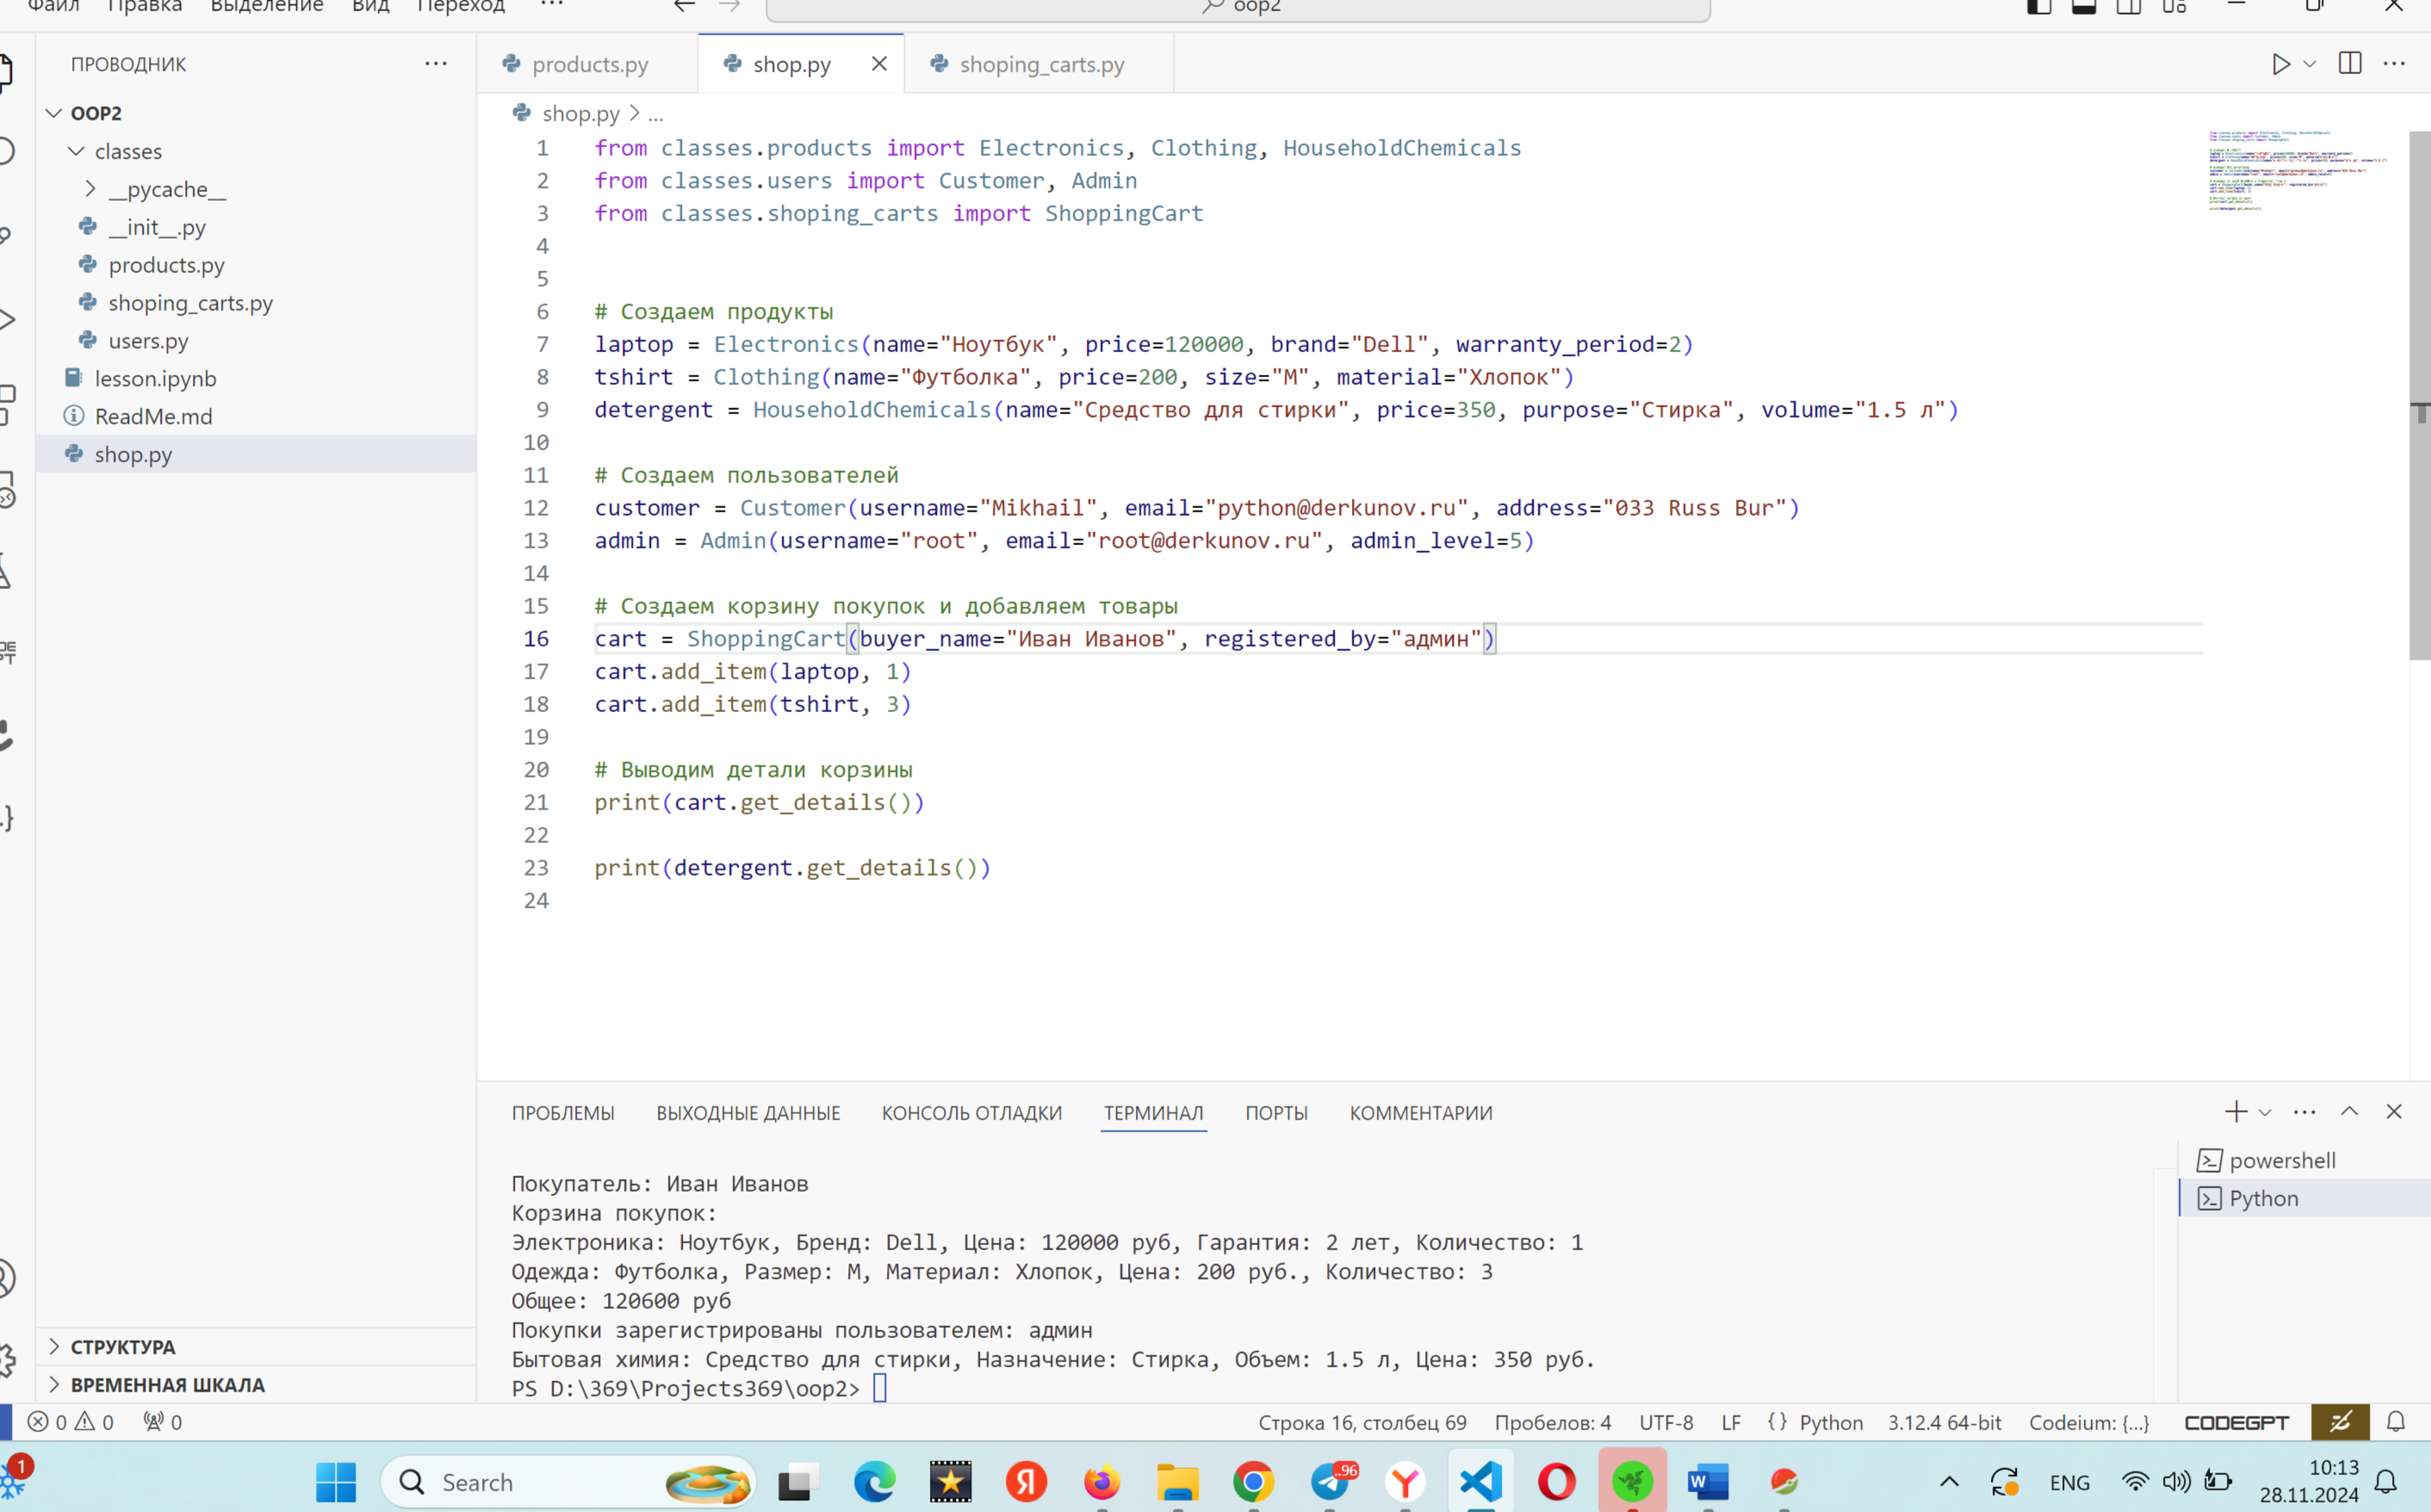 Файл Правка Выделение Вид Переход ... oop2
ПРОВОДНИК ...
OOP2
classes
__pycache__
__init__.py
products.py
shoping_carts.py
users.py
lesson.ipynb
ReadMe.md
shop.py
СТРУКТУРА
ВРЕМЕННАЯ ШКАЛА
products.py shop.py shoping_carts.py
shop.py > ...
1 from classes.products import Electronics, Clothing, HouseholdChemicals
2 from classes.users import Customer, Admin
3 from classes.shoping_carts import ShoppingCart
4
5
6 # Создаем продукты
7 laptop = Electronics(name="Ноутбук", price=120000, brand="Dell", warranty_period=2)
8 tshirt = Clothing(name="Футболка", price=200, size="M", material="Хлопок")
9 detergent = HouseholdChemicals(name="Средство для стирки", price=350, purpose="Стирка", volume="1.5 л")
10
11 # Создаем пользователей
12 customer = Customer(username="Mikhail", email="python@derkunov.ru", address="033 Russ Bur")
13 admin = Admin(username="root", email="root@derkunov.ru", admin_level=5)
14
15 # Создаем корзину покупок и добавляем товары
16 cart = ShoppingCart(buyer_name="Иван Иванов", registered_by="админ")
17 cart.add_item(laptop, 1)
18 cart.add_item(tshirt, 3)
19
20 # Выводим детали корзины
21 print(cart.get_details())
22
23 print(detergent.get_details())
24
ПРОБЛЕМЫ ВЫХОДНЫЕ ДАННЫЕ КОНСОЛЬ ОТЛАДКИ ТЕРМИНАЛ ПОРТЫ КОММЕНТАРИИ
Покупатель: Иван Иванов
Корзина покупок:
Электроника: Ноутбук, Бренд: Dell, Цена: 120000 руб, Гарантия: 2 лет, Количество: 1
Одежда: Футболка, Размер: M, Материал: Хлопок, Цена: 200 руб., Количество: 3
Общее: 120600 руб
Покупки зарегистрированы пользователем: админ
Бытовая химия: Средство для стирки, Назначение: Стирка, Объем: 1.5 л, Цена: 350 руб.
PS D:\369\Projects369\oop2>
powershell
Python
0 0 0 Строка 16, столбец 69 Пробелов: 4 UTF-8 LF {} Python 3.12.4 64-bit Codeium: {...} CODEGPT
1 Search ..96 ENG 10:13
28.11.2024